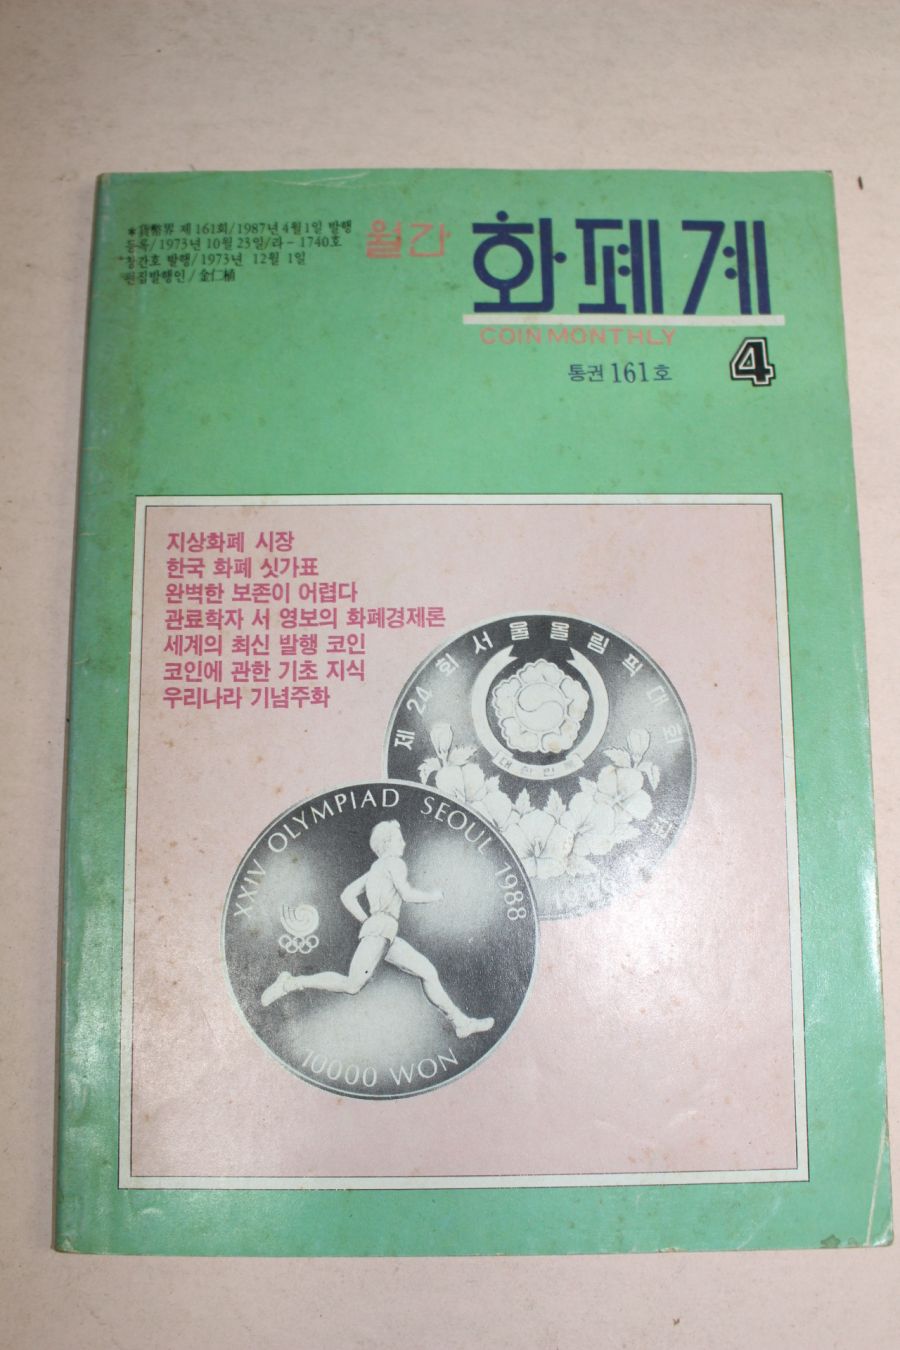 *貨幣界 제161회/1987년 4월1일 발행
등록/1973년 10월 23일/라-1740호
창간호 발행/1973년 12월 1일
편집발행인/金仁植
월간 화폐계
COIN MONTHLY
통권 161호
4
지상화폐 시장
한국 화폐 싯가표
완벽한 보존이 어렵다
관료학자 서 영보의 화폐경제론
세계의 최신 발행 코인
코인에 관한 기초 지식
우리나라 기념주화
제24회 서울올림픽대회
대한민국
XXIV OLYMPIAD SEOUL 1988
10000 WON